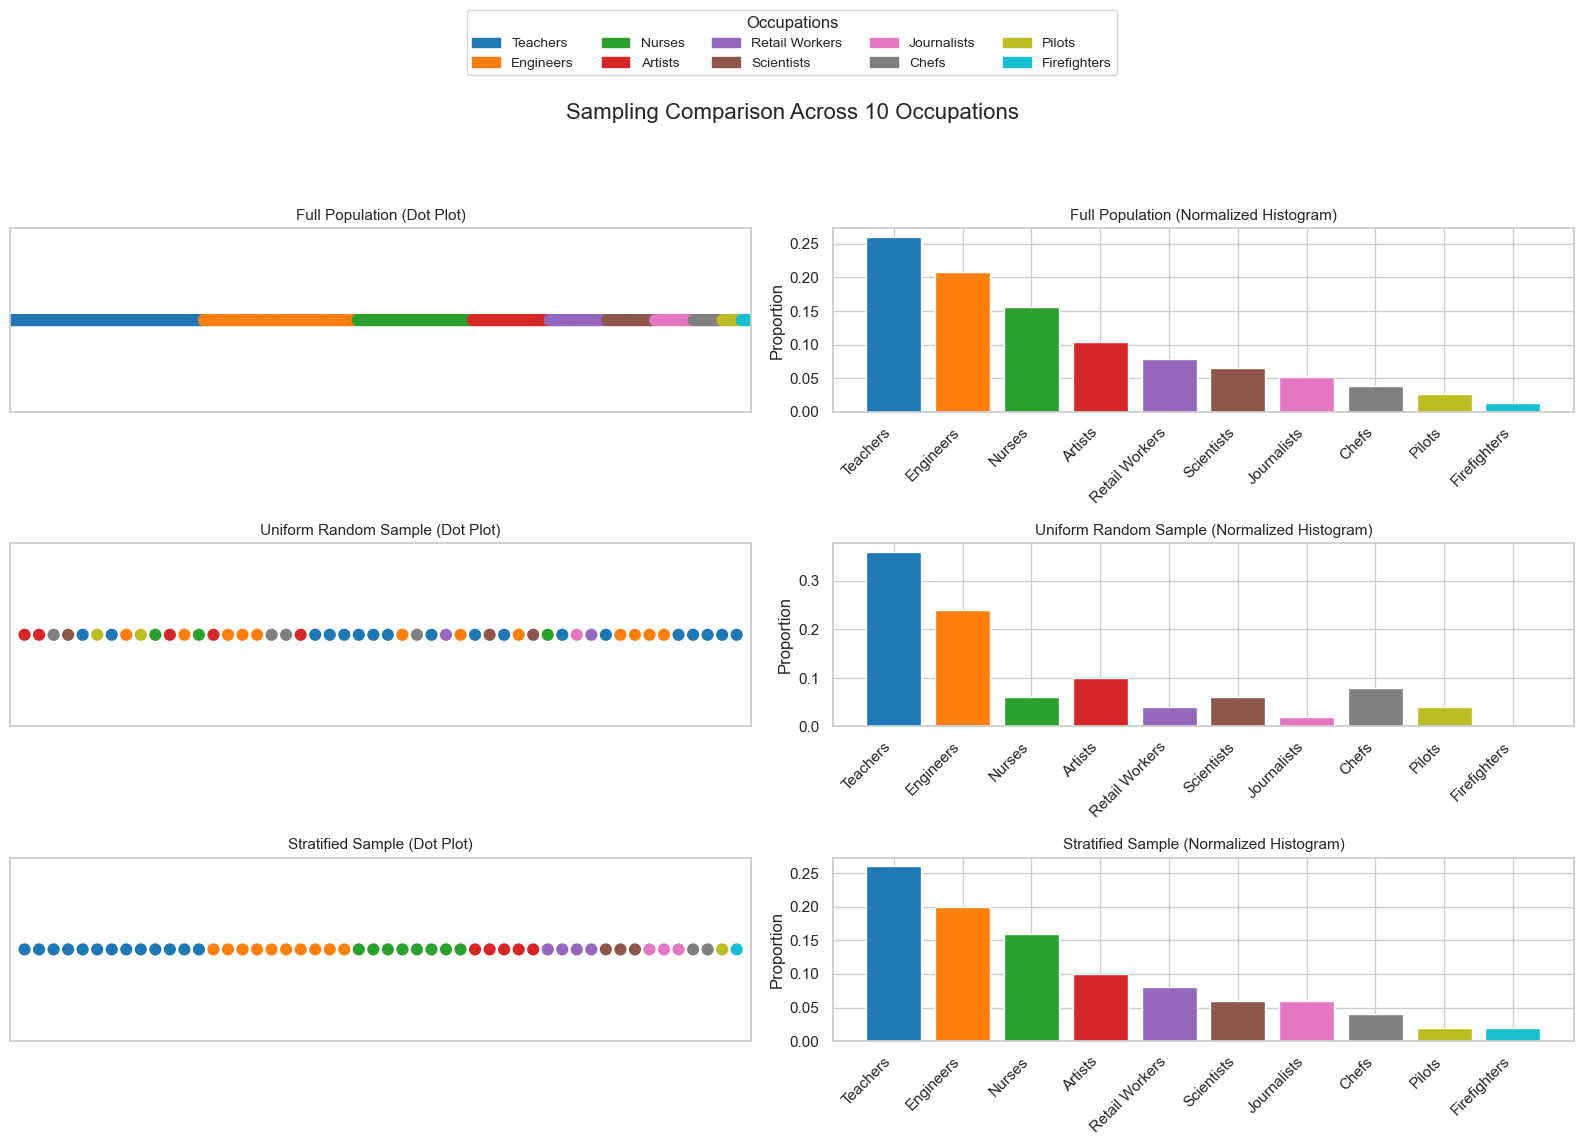 Occupations
Teachers Nurses Retail Workers Journalists Pilots
Engineers Artists Scientists Chefs Firefighters
Sampling Comparison Across 10 Occupations
Full Population (Dot Plot)
Full Population (Normalized Histogram)
Proportion
0.25
0.20
0.15
0.10
0.05
0.00
Teachers
Engineers
Nurses
Artists
Retail Workers
Scientists
Journalists
Chefs
Pilots
Firefighters
Uniform Random Sample (Dot Plot)
Uniform Random Sample (Normalized Histogram)
Proportion
0.3
0.2
0.1
0.0
Teachers
Engineers
Nurses
Artists
Retail Workers
Scientists
Journalists
Chefs
Pilots
Firefighters
Stratified Sample (Dot Plot)
Stratified Sample (Normalized Histogram)
Proportion
0.25
0.20
0.15
0.10
0.05
0.00
Teachers
Engineers
Nurses
Artists
Retail Workers
Scientists
Journalists
Chefs
Pilots
Firefighters